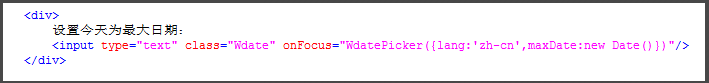 <div>
设置今天为最大日期:
<input type="text" class="Wdate" onFocus="WdatePicker({lang:'zh-cn',maxDate:new Date()})"/>
</div>